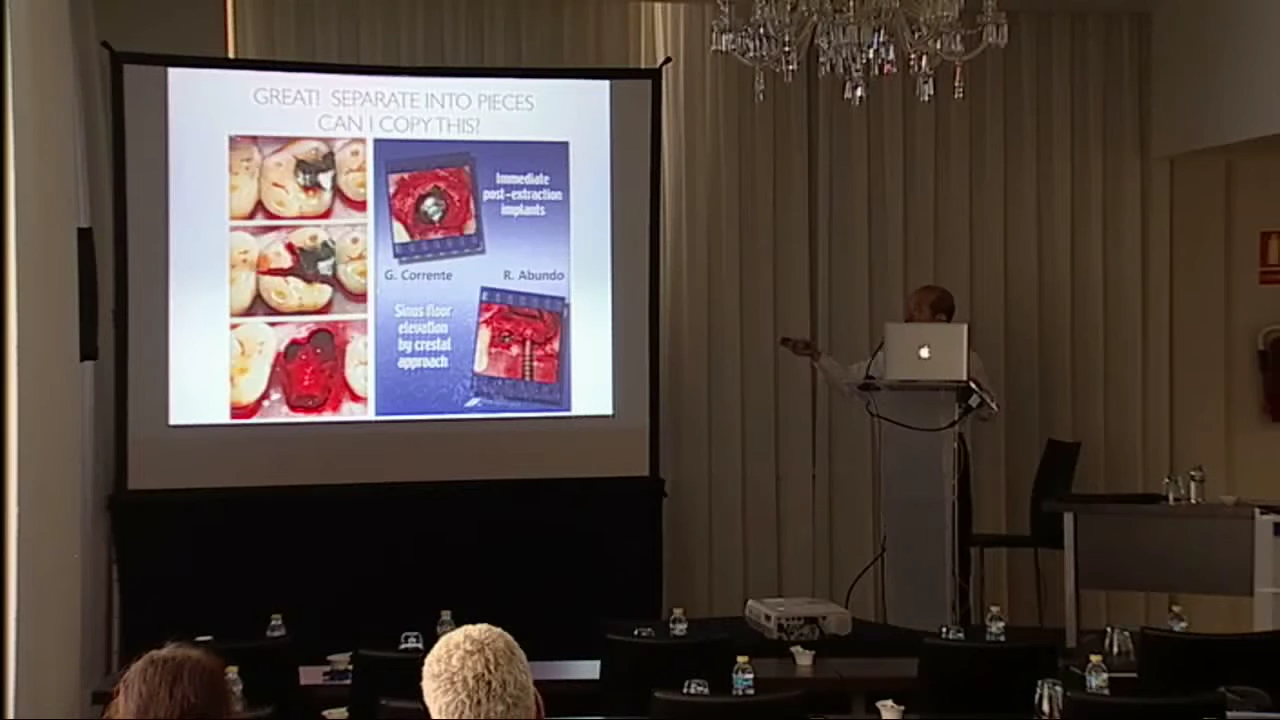 GREAT! SEPARATE INTO PIECES
CAN I COPY THIS?
Immediate
post-extraction
implants
G. Corrente
R. Abundo
Sinus floor
elevation
by crestal
approach